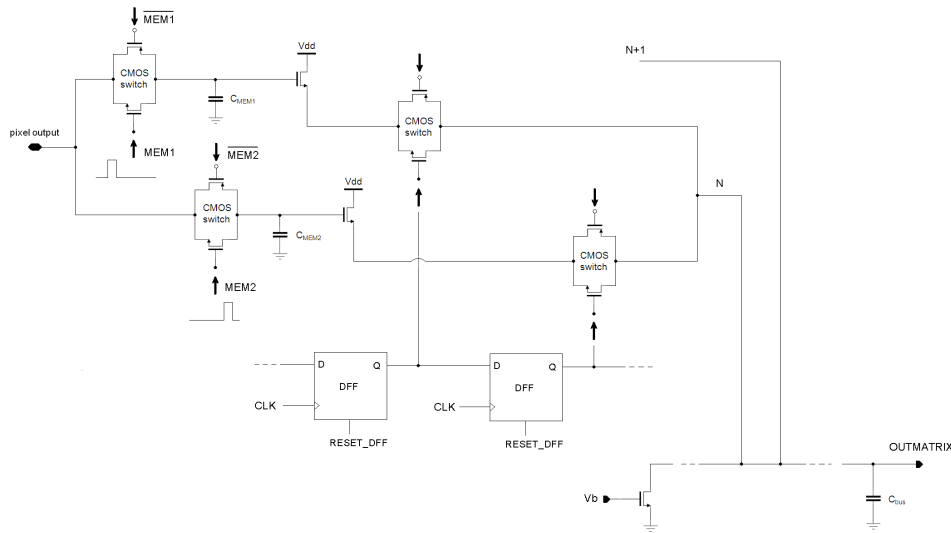 MEM1
Vdd
N+1
CMOS
switch
C_MEM1
CMOS
switch
pixel output
MEM1
MEM2
Vdd
N
CMOS
switch
C_MEM2
CMOS
switch
MEM2
D Q
DFF
D Q
DFF
CLK
CLK
RESET_DFF
RESET_DFF
OUTMATRIX
Vb
C_bus